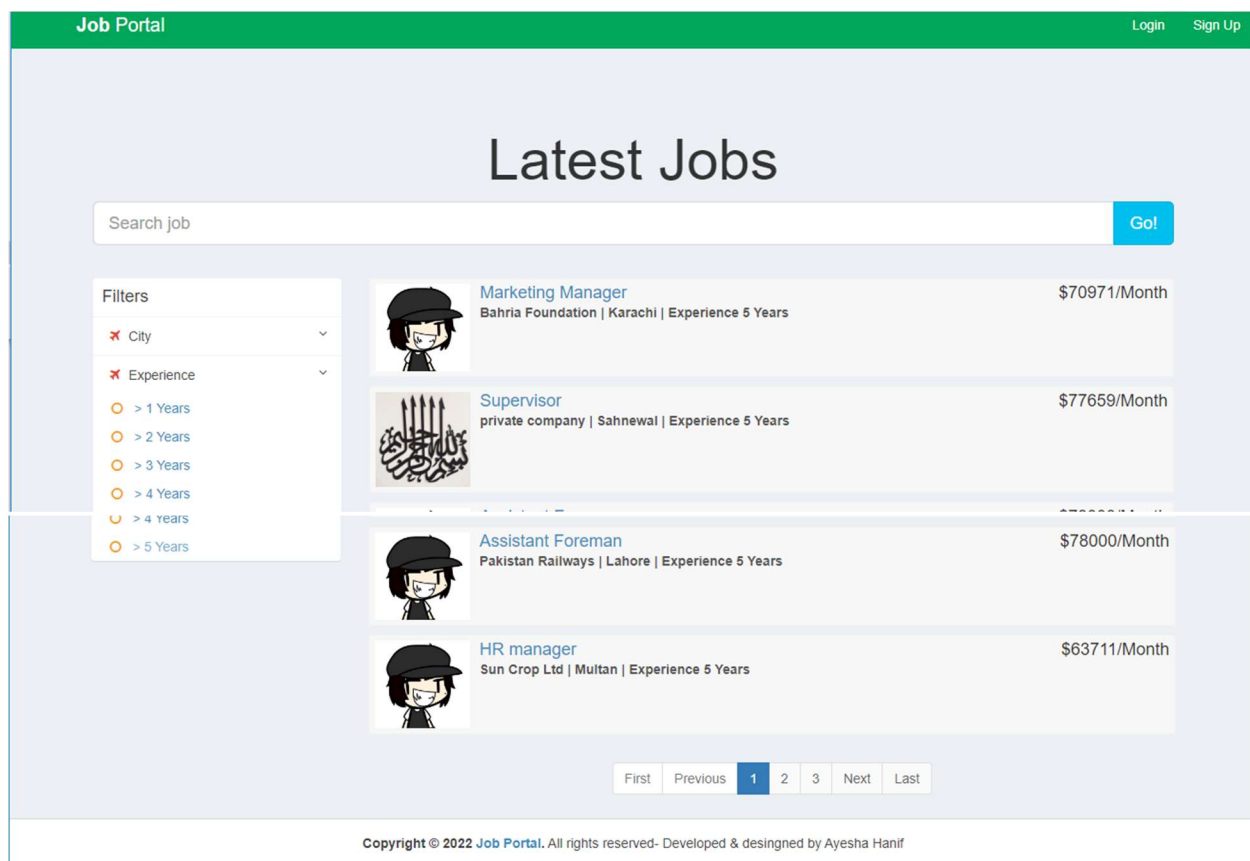 Job Portal
Login
Sign Up
Latest Jobs
Search job
Go!
Filters
City
Experience
> 1 Years
> 2 Years
> 3 Years
> 4 Years
> 4 Years
> 5 Years
Marketing Manager
$70971/Month
Bahria Foundation | Karachi | Experience 5 Years
Supervisor
$77659/Month
private company | Sahnewal | Experience 5 Years
Assistant Foreman
$78000/Month
Pakistan Railways | Lahore | Experience 5 Years
HR manager
$63711/Month
Sun Crop Ltd | Multan | Experience 5 Years
First Previous 1 2 3 Next Last
Copyright © 2022 Job Portal. All rights reserved- Developed & desingned by Ayesha Hanif